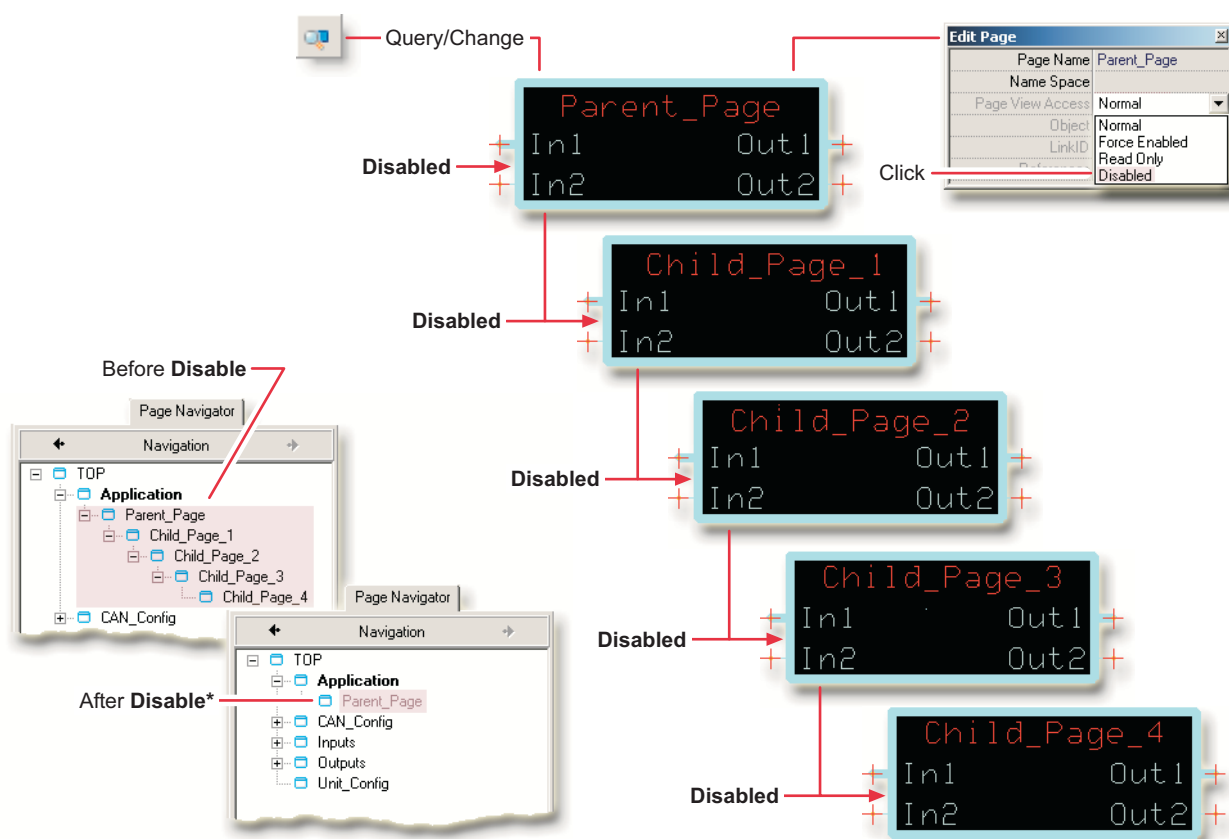 Query/Change
Edit Page
Page Name Parent_Page
Name Space
Page View Access Normal
Object Normal
LinkID Force Enabled
Read Only
Click Disabled
Parent_Page
In1 Out1
In2 Out2
Disabled
Child_Page_1
In1 Out1
In2 Out2
Disabled
Child_Page_2
In1 Out1
In2 Out2
Disabled
Child_Page_3
In1 Out1
In2 Out2
Disabled
Child_Page_4
In1 Out1
In2 Out2
Disabled
Before Disable
Page Navigator
Navigation
TOP
Application
Parent_Page
Child_Page_1
Child_Page_2
Child_Page_3
Child_Page_4
CAN_Config
After Disable*
Page Navigator
Navigation
TOP
Application
Parent_Page
CAN_Config
Inputs
Outputs
Unit_Config